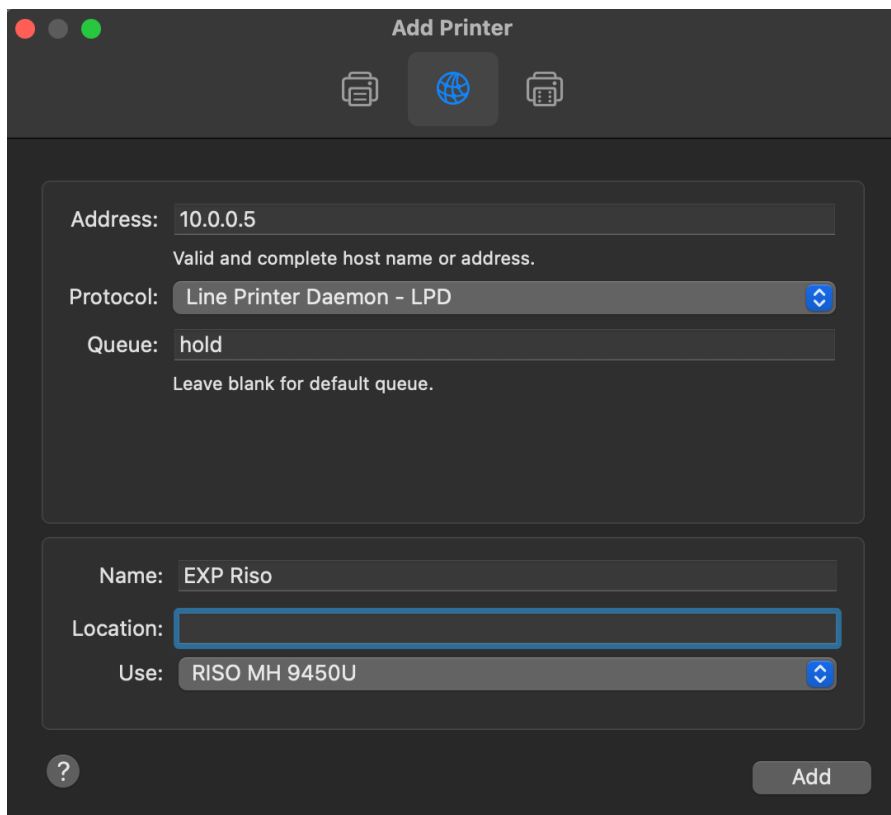 Add Printer
Address: 10.0.0.5
Valid and complete host name or address.
Protocol: Line Printer Daemon - LPD
Queue: hold
Leave blank for default queue.
Name: EXP Riso
Location:
Use: RISO MH 9450U
? Add